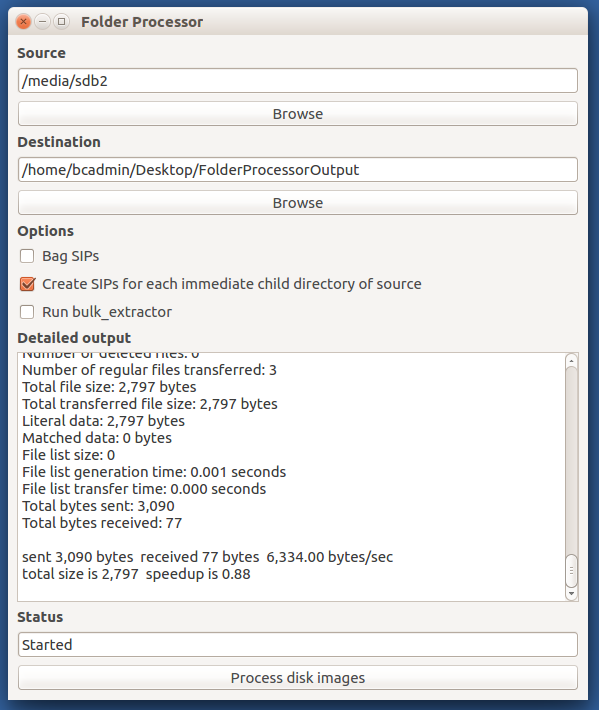 Folder Processor
Source
/media/sdb2
Browse
Destination
/home/bcadmin/Desktop/FolderProcessorOutput
Browse
Options
Bag SIPs
Create SIPs for each immediate child directory of source
Run bulk_extractor
Detailed output
Number of deleted files: 0
Number of regular files transferred: 3
Total file size: 2,797 bytes
Total transferred file size: 2,797 bytes
Literal data: 2,797 bytes
Matched data: 0 bytes
File list size: 0
File list generation time: 0.001 seconds
File list transfer time: 0.000 seconds
Total bytes sent: 3,090
Total bytes received: 77
sent 3,090 bytes  received 77 bytes  6,334.00 bytes/sec
total size is 2,797  speedup is 0.88
Status
Started
Process disk images